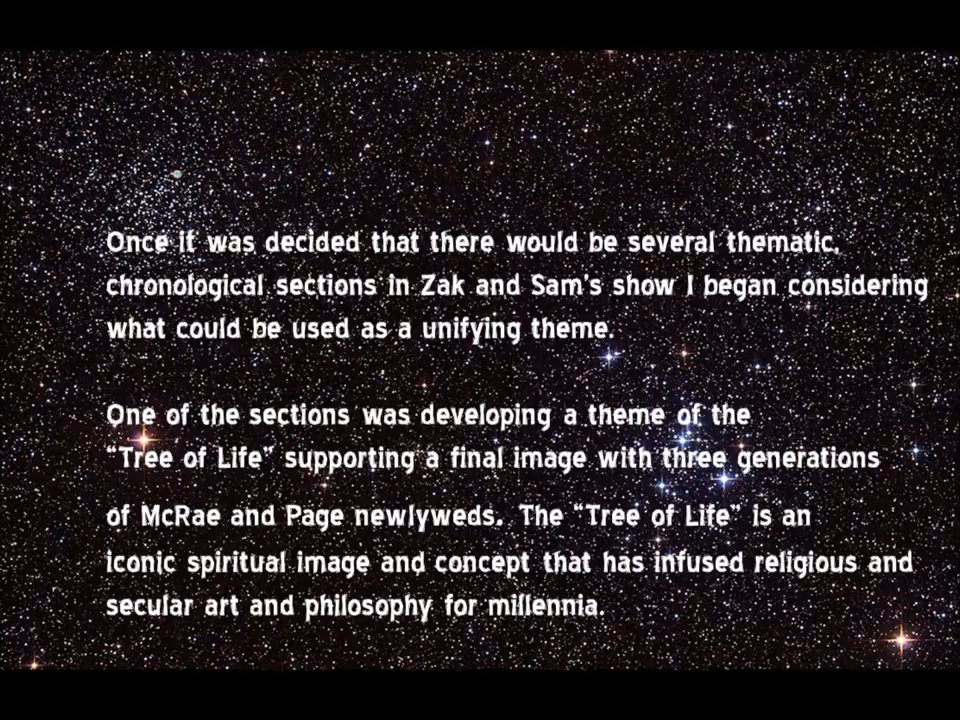 Once it was decided that there would be several thematic,
chronological sections in Zak and Sam's show I began considering
what could be used as a unifying theme.
One of the sections was developing a theme of the
“Tree of Life” supporting a final image with three generations
of McRae and Page newlyweds. The “Tree of Life” is an
iconic spiritual image and concept that has infused religious and
secular art and philosophy for millennia.